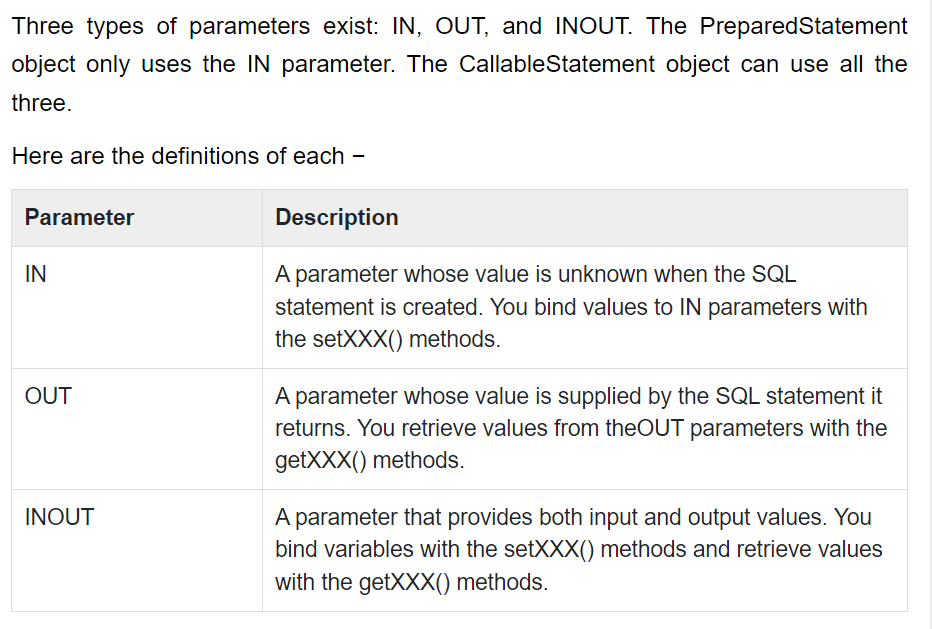 Three types of parameters exist: IN, OUT, and INOUT. The PreparedStatement
object only uses the IN parameter. The CallableStatement object can use all the
three.
Here are the definitions of each −
Parameter
Description
IN
A parameter whose value is unknown when the SQL
statement is created. You bind values to IN parameters with
the setXXX() methods.
OUT
A parameter whose value is supplied by the SQL statement it
returns. You retrieve values from theOUT parameters with the
getXXX() methods.
INOUT
A parameter that provides both input and output values. You
bind variables with the setXXX() methods and retrieve values
with the getXXX() methods.